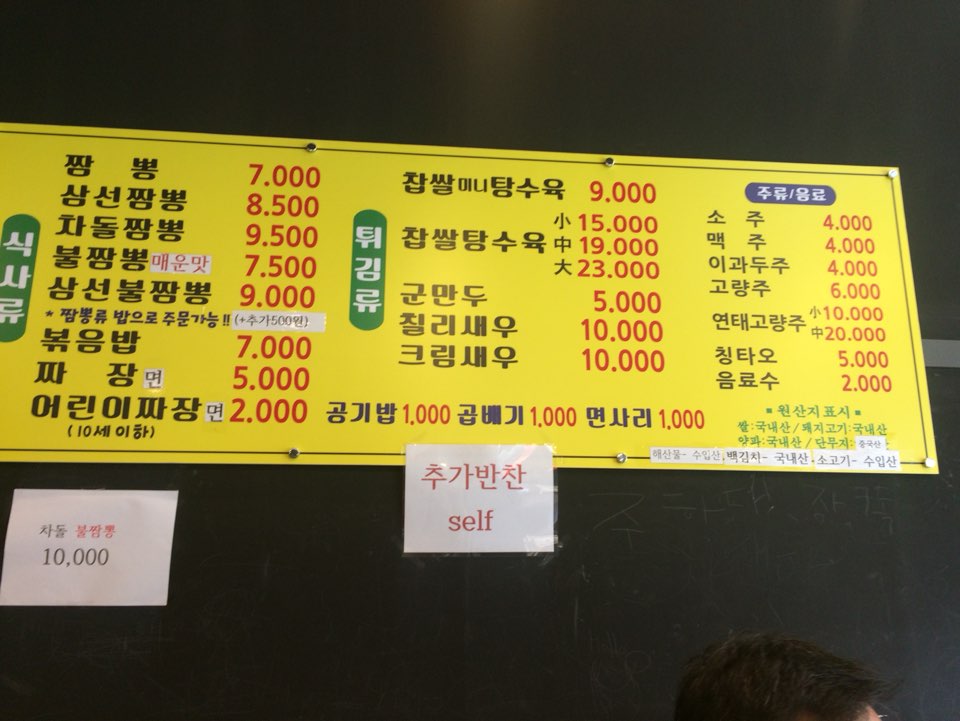 식사류
짬 뽕 7.000
삼선짬뽕 8.500
차돌짬뽕 9.500
불짬뽕 매운맛 7.500
삼선불짬뽕 9.000
* 짬뽕류 밥으로 주문가능!! (+추가500원)
볶음밥 7.000
짜 장 면 5.000
어린이짜장 면 2.000
(10세이하)
튀김류
찹쌀미니탕수육 9.000
찹쌀탕수육 小 15.000
中 19.000
大 23.000
군만두 5.000
칠리새우 10.000
크림새우 10.000
공기밥 1,000 곱배기 1,000 면사리 1,000
주류/음료
소 주 4.000
맥 주 4.000
이과두주 4.000
고량주 6.000
연태고량주 小10.000
中20.000
칭타오 5.000
음료수 2.000
■ 원산지표시 ■
쌀:국내산 / 돼지고기:국내산
양파:국내산 / 단무지: 중국산
해산물- 수입산, 백김차- 국내산, 소고기- 수입산
추가반찬
self
차돌 불짬뽕
10,000